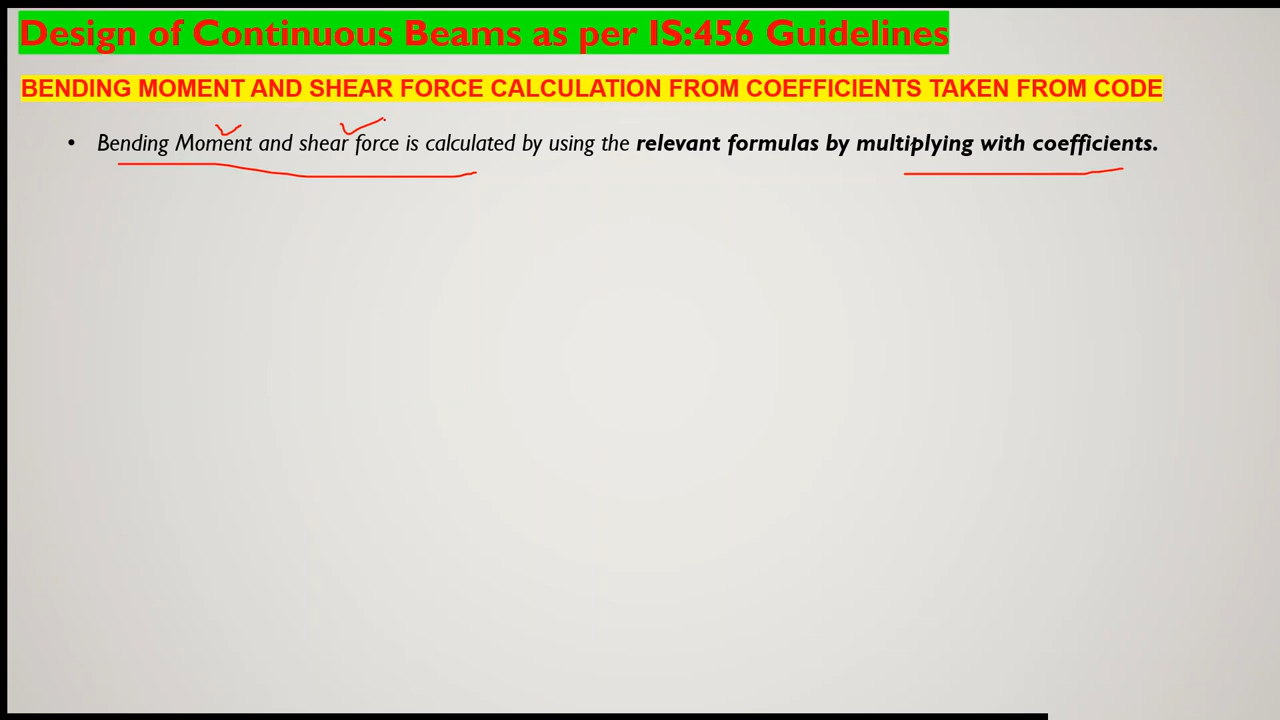 Design of Continuous Beams as per IS:456 Guidelines
BENDING MOMENT AND SHEAR FORCE CALCULATION FROM COEFFICIENTS TAKEN FROM CODE
• Bending Moment and shear force is calculated by using the relevant formulas by multiplying with coefficients.